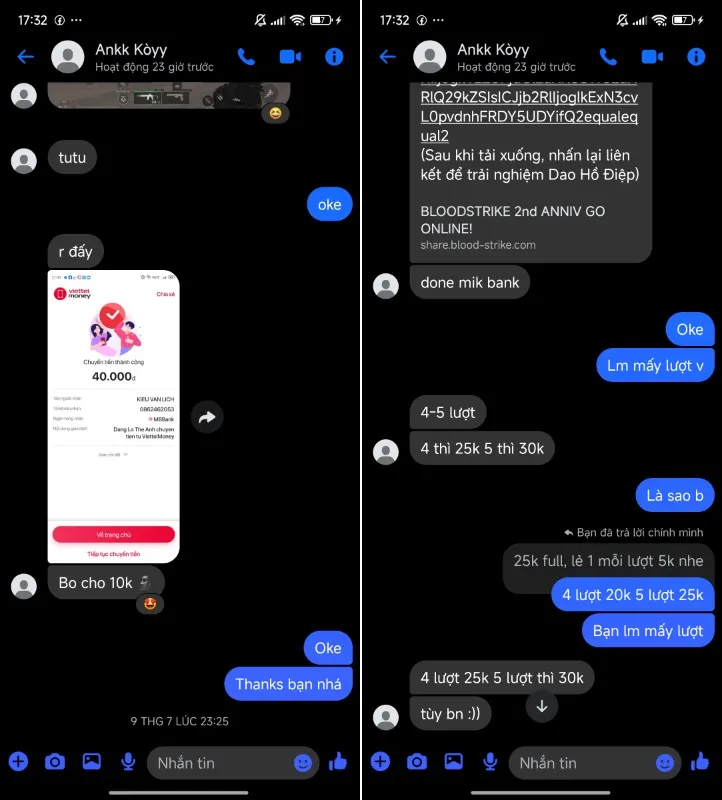 17:32
7
Ankk Kòyy
Hoạt động 23 giờ trước
tutu
oke
r đấy
viettel
money
Chia sẻ
Chuyển tiền thành công
40.000đ
KIEU VAN LICH
0862462053
MBBank
Dang Lo The Anh chuyen
tien tu ViettelMoney
Về trang chủ
Tiếp tục chuyển tiền
Bo cho 10k
Oke
Thanks bạn nhá
9 THG 7 LÚC 23:25
Nhắn tin
17:32
7
Ankk Kòyy
Hoạt động 23 giờ trước
RlQ29kZSIsICJjb2RlIjogIkExN3cv
L0pvdnhFRDY5UDYifQ2equaleq
ual2
(Sau khi tải xuống, nhấn lại liên
kết để trải nghiệm Dao Hồ Điệp)
BLOODSTRIKE 2nd ANNIV GO
ONLINE!
share.blood-strike.com
done mik bank
Oke
Lm mấy lượt v
4-5 lượt
4 thì 25k 5 thì 30k
Là sao b
Bạn đã trả lời chính mình
25k full, lẻ 1 mỗi lượt 5k nhe
4 lượt 20k 5 lượt 25k
Bạn lm mấy lượt
4 lượt 25k 5 lượt thì 30k
tùy bn :))
Nhắn tin